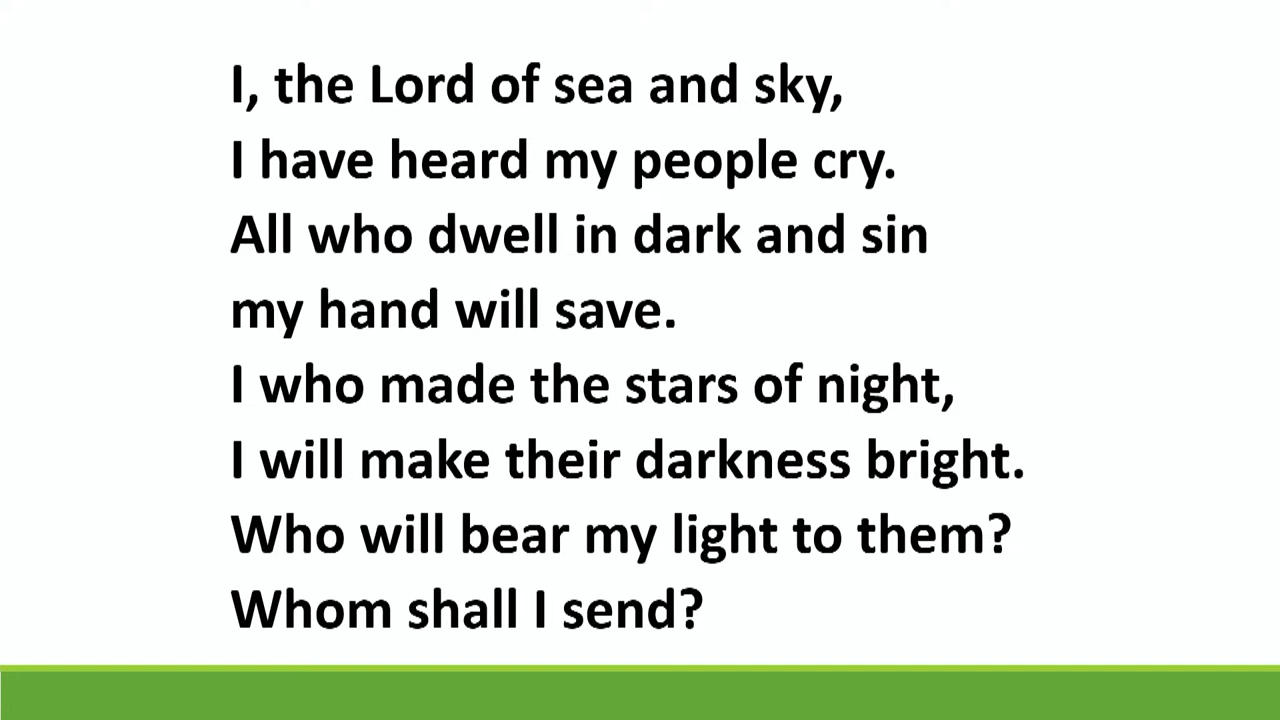 I, the Lord of sea and sky,
I have heard my people cry.
All who dwell in dark and sin
my hand will save.
I who made the stars of night,
I will make their darkness bright.
Who will bear my light to them?
Whom shall I send?